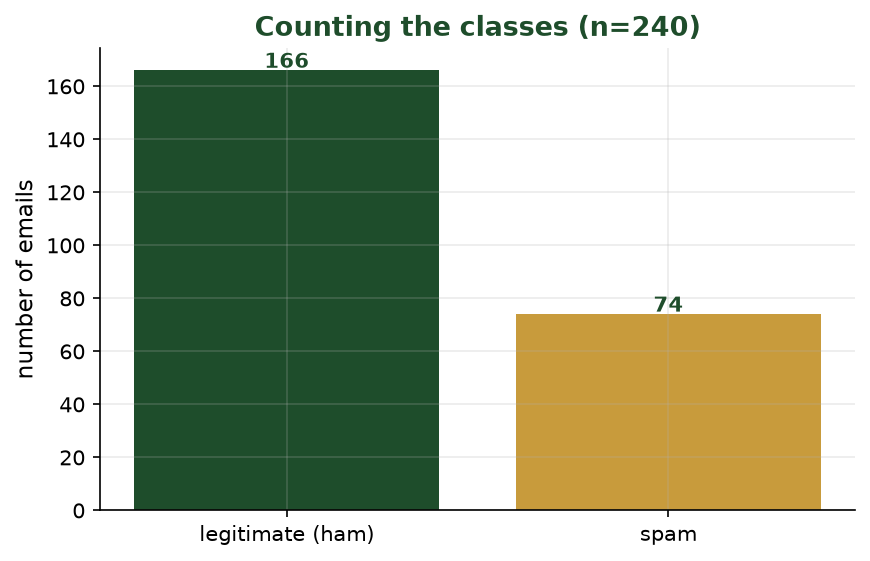 Counting the classes (n=240)
166
74
number of emails
160
140
120
100
80
60
40
20
0
legitimate (ham)
spam